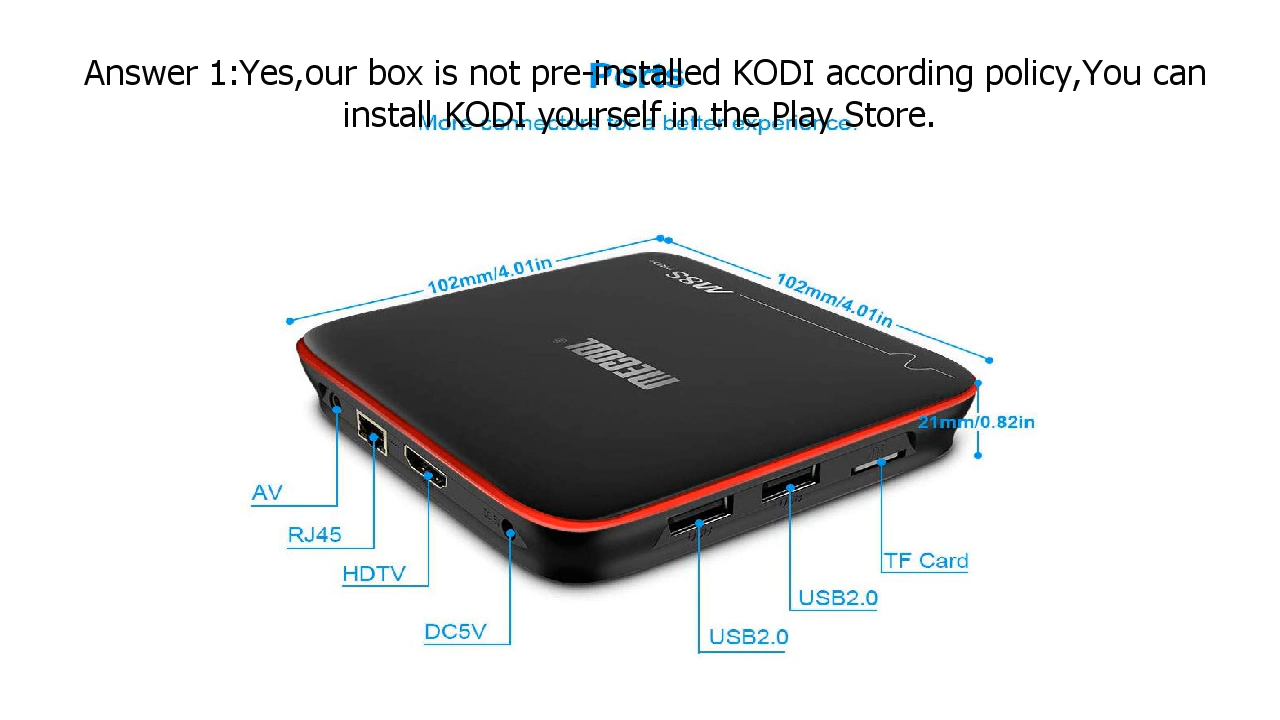 Answer 1:Yes,our box is not pre-installed KODI according policy,You can
install KODI yourself in the Play Store.
Ports
More connectors for a better experience.
102mm/4.01in
102mm/4.01in
M8S
MECOOL
21mm/0.82in
AV
RJ45
HDTV
DC5V
TF Card
USB2.0
USB2.0